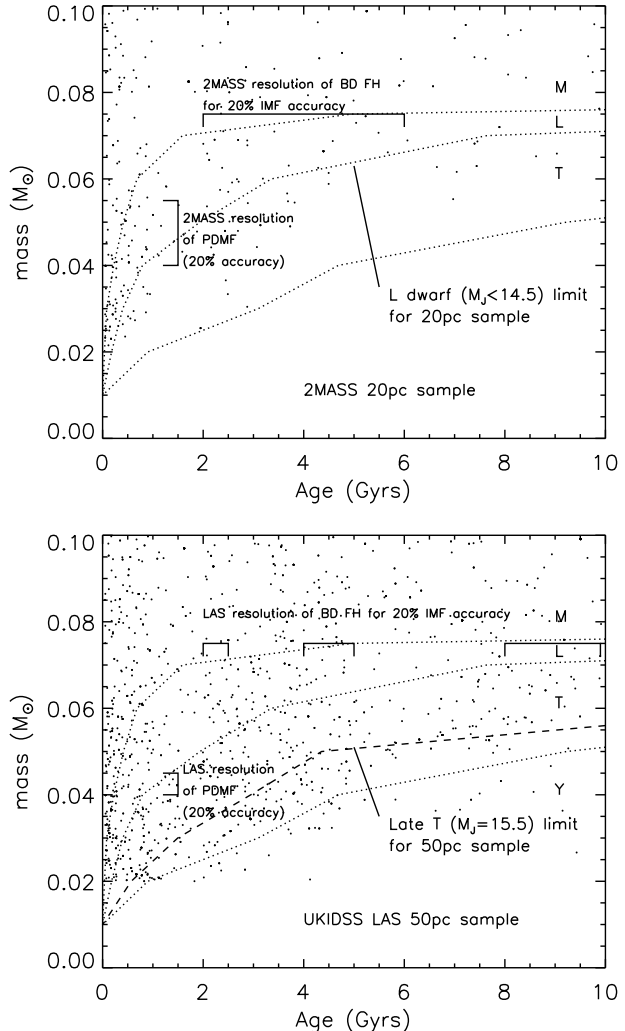 0.10
0.08
0.06
0.04
0.02
0.00
mass (M⊙)
2MASS resolution of BD FH
for 20% IMF accuracy
M
L
T
2MASS resolution
of PDMF
(20% accuracy)
L dwarf (M_J<14.5) limit
for 20pc sample
2MASS 20pc sample
0 2 4 6 8 10
Age (Gyrs)
0.10
0.08
0.06
0.04
0.02
0.00
mass (M⊙)
LAS resolution of BD FH for 20% IMF accuracy
M
L
T
LAS resolution
of PDMF
(20% accuracy)
Y
Late T (M_J=15.5) limit
for 50pc sample
UKIDSS LAS 50pc sample
0 2 4 6 8 10
Age (Gyrs)